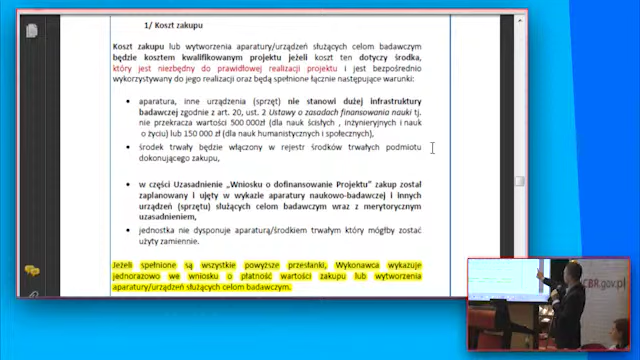 1/ Koszt zakupu
Koszt zakupu lub wytworzenia aparatury/urządzeń służących celom badawczym
będzie kosztem kwalifikowanym projektu jeżeli koszt ten dotyczy środka,
który jest niezbędny do prawidłowej realizacji projektu i jest bezpośrednio
wykorzystywany do jego realizacji oraz będą spełnione łącznie następujące warunki:
• aparatura, inne urządzenia (sprzęt) nie stanowi dużej infrastruktury
badawczej zgodnie z art. 20, ust. 2 Ustawy o zasadach finansowania nauki tj.
nie przekracza wartości 500 000zł (dla nauk ścisłych , inżynieryjnych i nauk
o życiu) lub 150 000 zł (dla nauk humanistycznych i społecznych),
• środek trwały będzie włączony w rejestr środków trwałych podmiotu
dokonującego zakupu,
• w części Uzasadnienie „Wniosku o dofinansowanie Projektu" zakup został
zaplanowany i ujęty w wykazie aparatury naukowo-badawczej i innych
urządzeń (sprzętu) służących celom badawczym wraz z merytorycznym
uzasadnieniem,
• jednostka nie dysponuje aparaturą/środkiem trwałym który mógłby zostać
użyty zamiennie.
Jeżeli spełnione są wszystkie powyższe przesłanki, Wykonawca wykazuje
jednorazowo we wniosku o płatność wartości zakupu lub wytworzenia
aparatury/urządzeń służących celom badawczym.
CBR.gov.pl